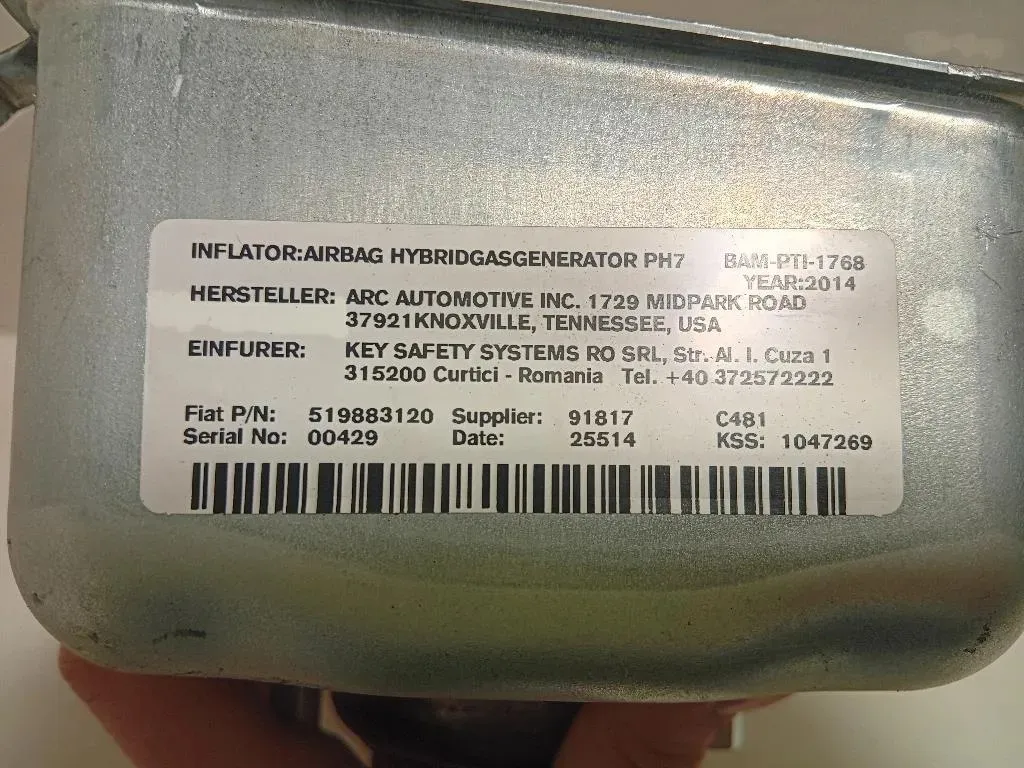 INFLATOR:AIRBAG HYBRIDGASGENERATOR PH7 BAM-PTI-1768
YEAR:2014
HERSTELLER: ARC AUTOMOTIVE INC. 1729 MIDPARK ROAD
37921KNOXVILLE, TENNESSEE, USA
EINFURER: KEY SAFETY SYSTEMS RO SRL, Str. Al. I. Cuza 1
315200 Curtici - Romania Tel. +40 372572222
Fiat P/N: 519883120 Supplier: 91817 C481
Serial No: 00429 Date: 25514 KSS: 1047269